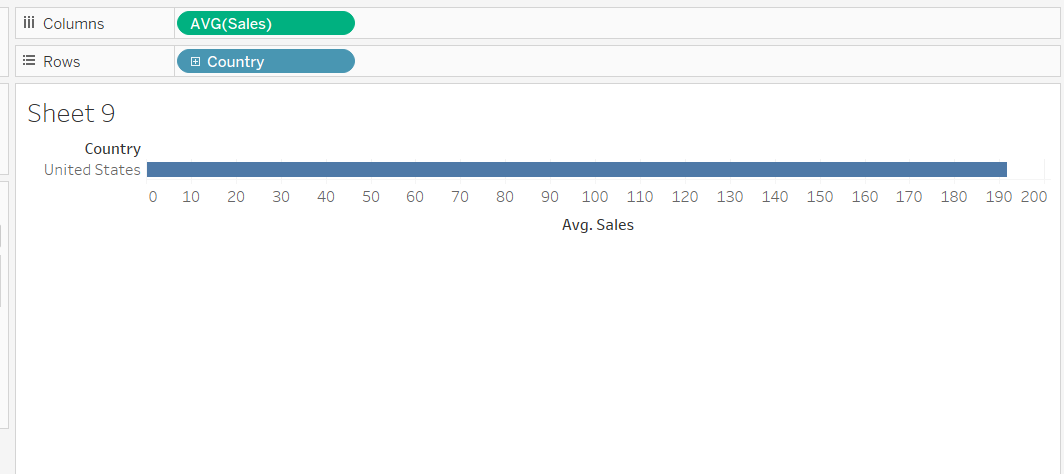 Columns AVG(Sales)
Rows Country
Sheet 9
Country
United States
0 10 20 30 40 50 60 70 80 90 100 110 120 130 140 150 160 170 180 190 200
Avg. Sales